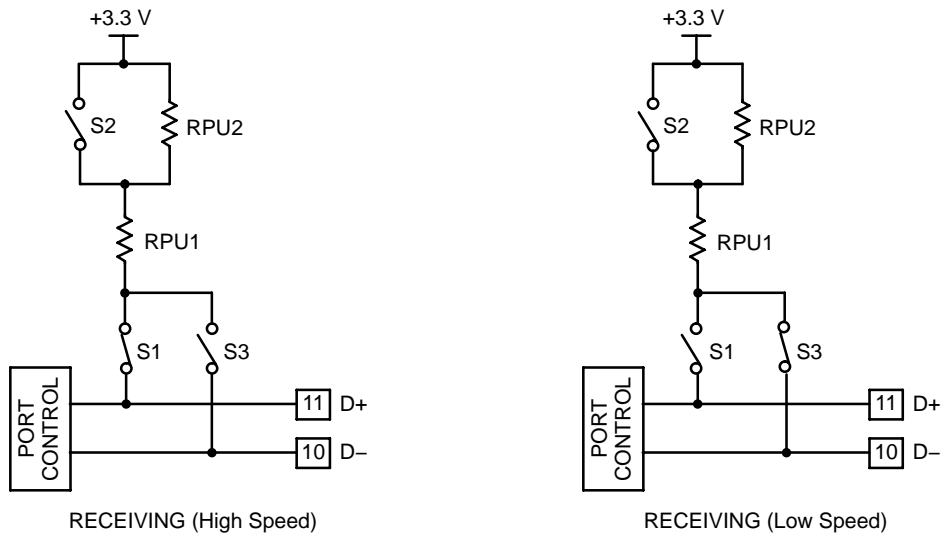 +3.3 V
S2
RPU2
RPU1
S1
S3
PORT
CONTROL
11 D+
10 D–
RECEIVING (High Speed)
+3.3 V
S2
RPU2
RPU1
S1
S3
PORT
CONTROL
11 D+
10 D–
RECEIVING (Low Speed)